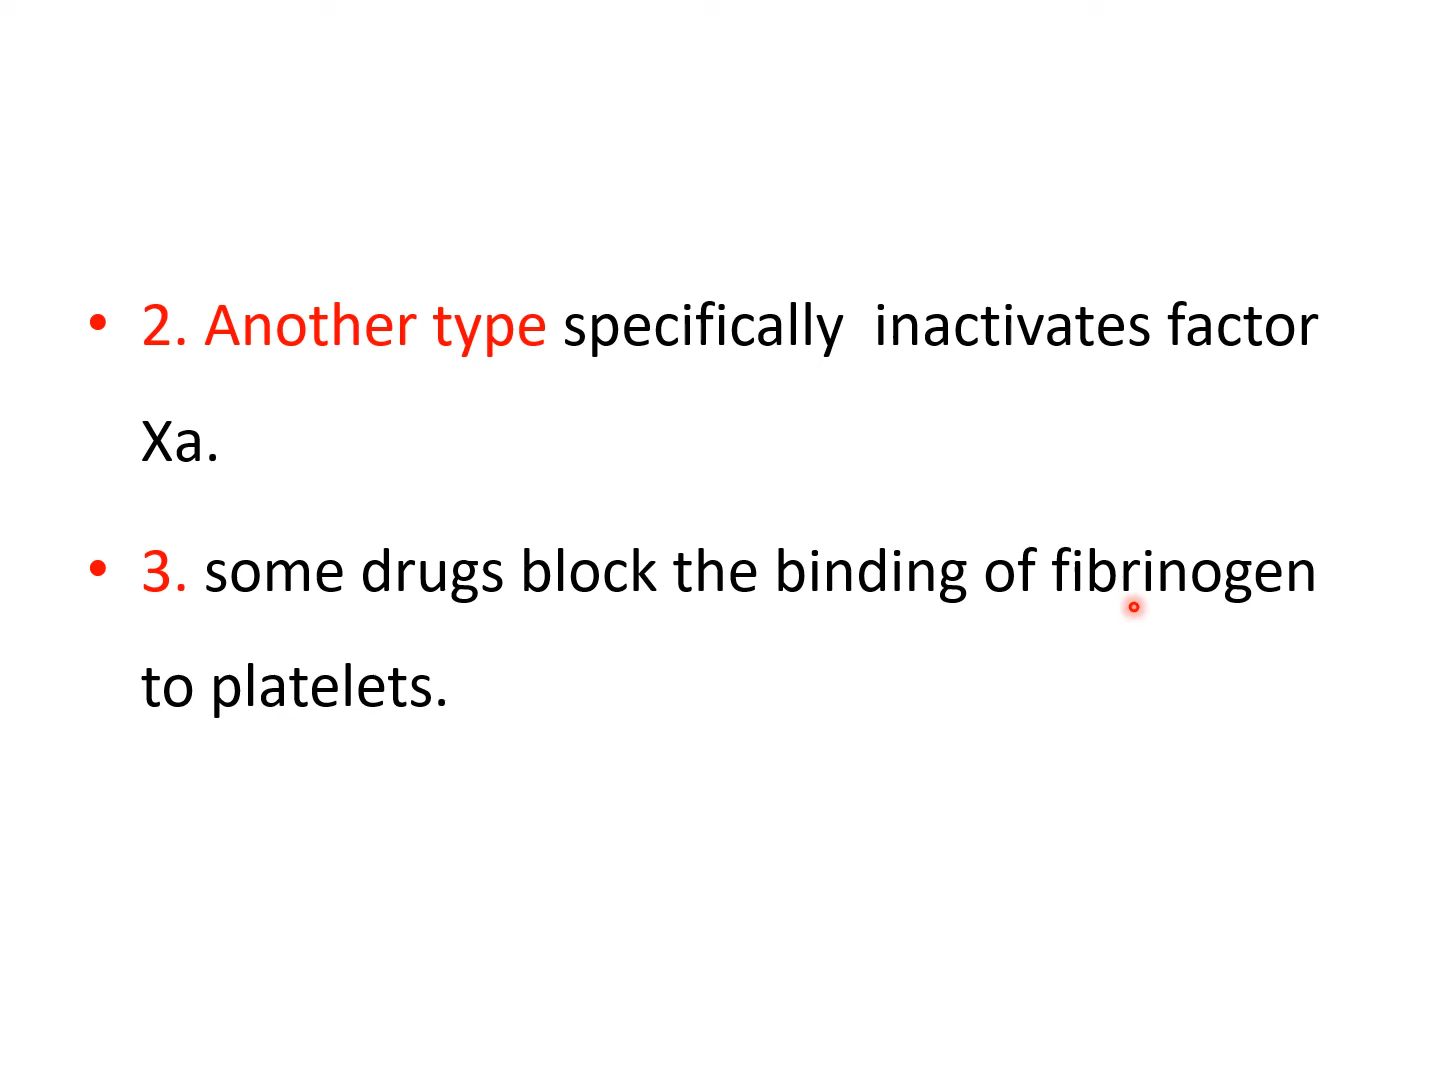 • 2. Another type specifically  inactivates factor
Xa.
• 3. some drugs block the binding of fibrinogen
to platelets.